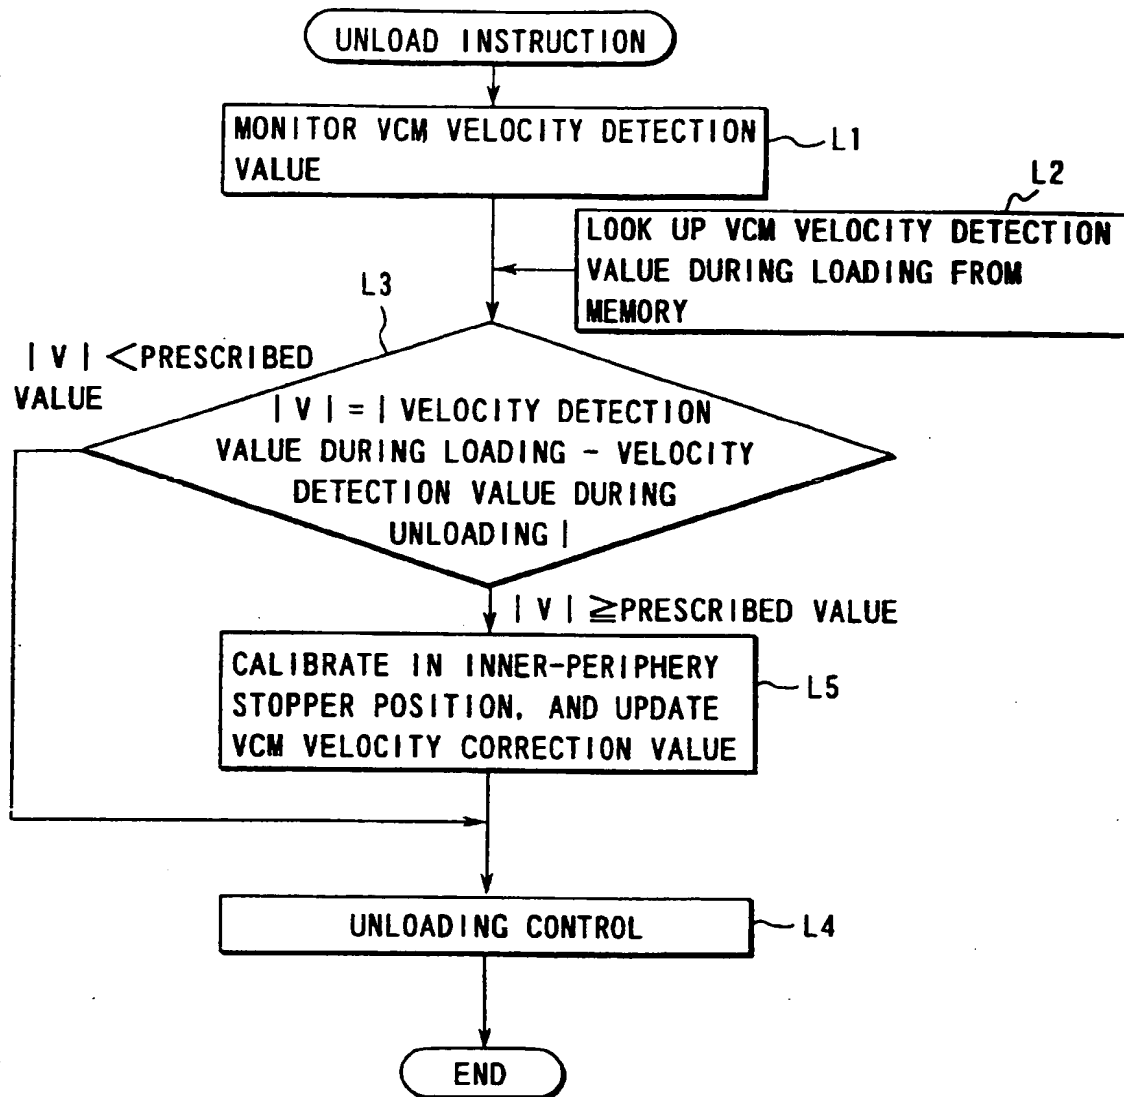 UNLOAD INSTRUCTION
MONITOR VCM VELOCITY DETECTION
VALUE
L1
L2
LOOK UP VCM VELOCITY DETECTION
VALUE DURING LOADING FROM
MEMORY
L3
| V | <PRESCRIBED
VALUE
| V | = | VELOCITY DETECTION
VALUE DURING LOADING - VELOCITY
DETECTION VALUE DURING
UNLOADING |
| V | ≧PRESCRIBED VALUE
CALIBRATE IN INNER-PERIPHERY
STOPPER POSITION, AND UPDATE
VCM VELOCITY CORRECTION VALUE
L5
UNLOADING CONTROL
L4
END